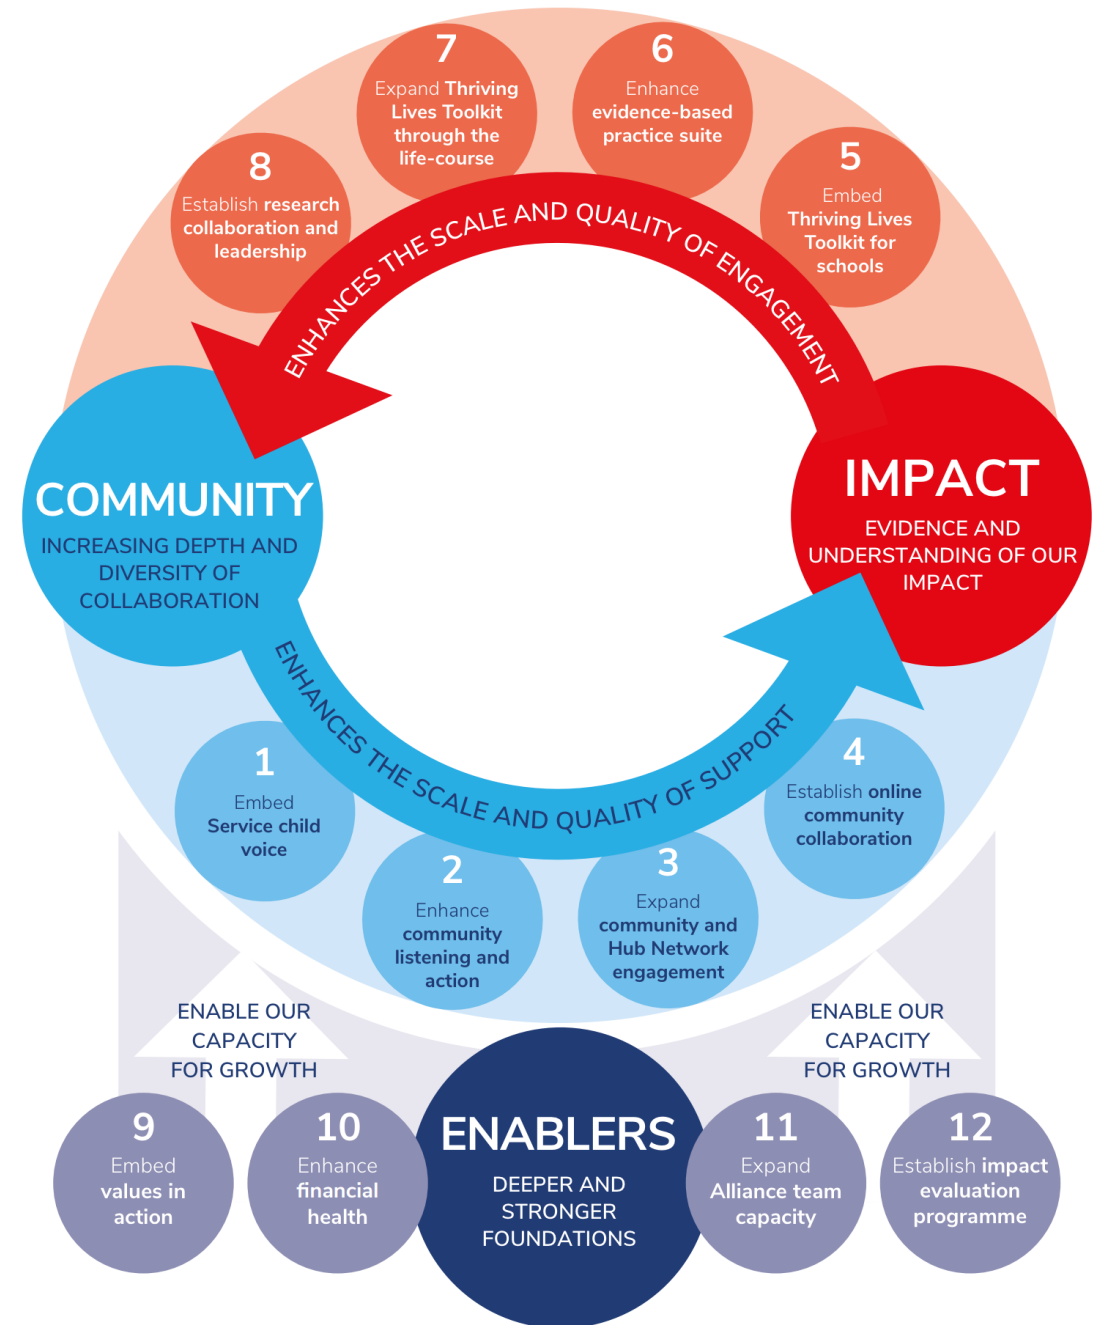 7
Expand Thriving
Lives Toolkit
through the
life-course
6
Enhance
evidence-based
practice suite
8
Establish research
collaboration and
leadership
5
Embed
Thriving Lives
Toolkit for
schools
ENHANCES THE SCALE AND QUALITY OF ENGAGEMENT
COMMUNITY
INCREASING DEPTH AND
DIVERSITY OF
COLLABORATION
IMPACT
EVIDENCE AND
UNDERSTANDING OF OUR
IMPACT
ENHANCES THE SCALE AND QUALITY OF SUPPORT
1
Embed
Service child
voice
2
Enhance
community
listening and
action
3
Expand
community and
Hub Network
engagement
4
Establish online
community
collaboration
ENABLE OUR
CAPACITY
FOR GROWTH
ENABLE OUR
CAPACITY
FOR GROWTH
9
Embed
values in
action
10
Enhance
financial
health
ENABLERS
DEEPER AND
STRONGER
FOUNDATIONS
11
Expand
Alliance team
capacity
12
Establish impact
evaluation
programme